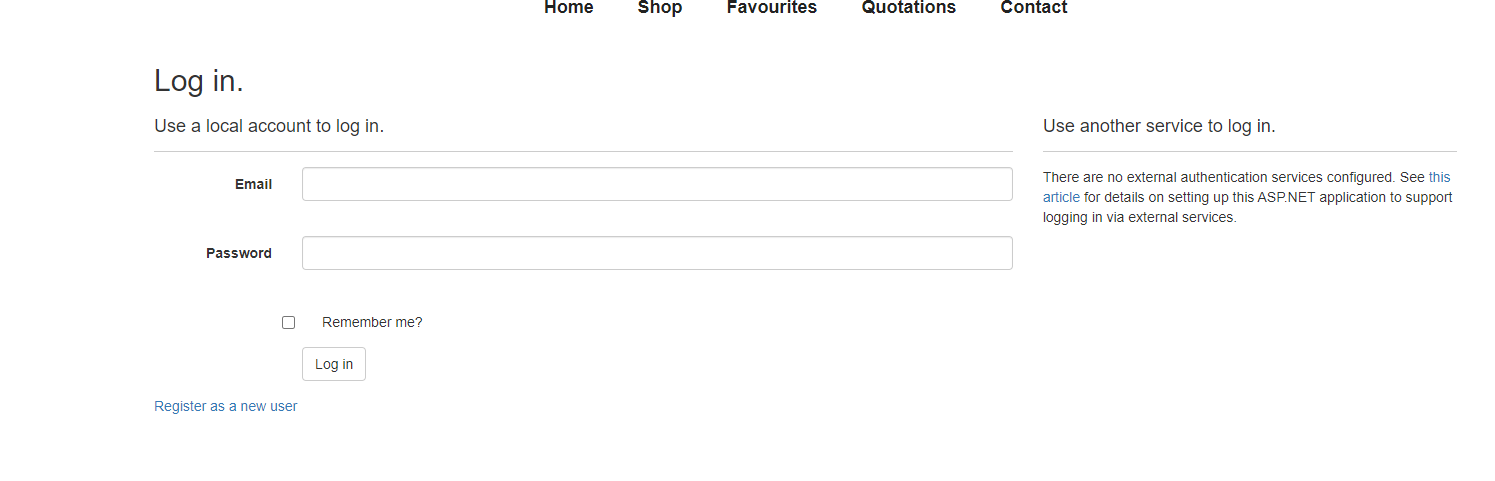 Home Shop Favourites Quotations Contact
Log in.
Use a local account to log in.
Email
Password
Remember me?
Log in
Register as a new user
Use another service to log in.
There are no external authentication services configured. See this
article for details on setting up this ASP.NET application to support
logging in via external services.